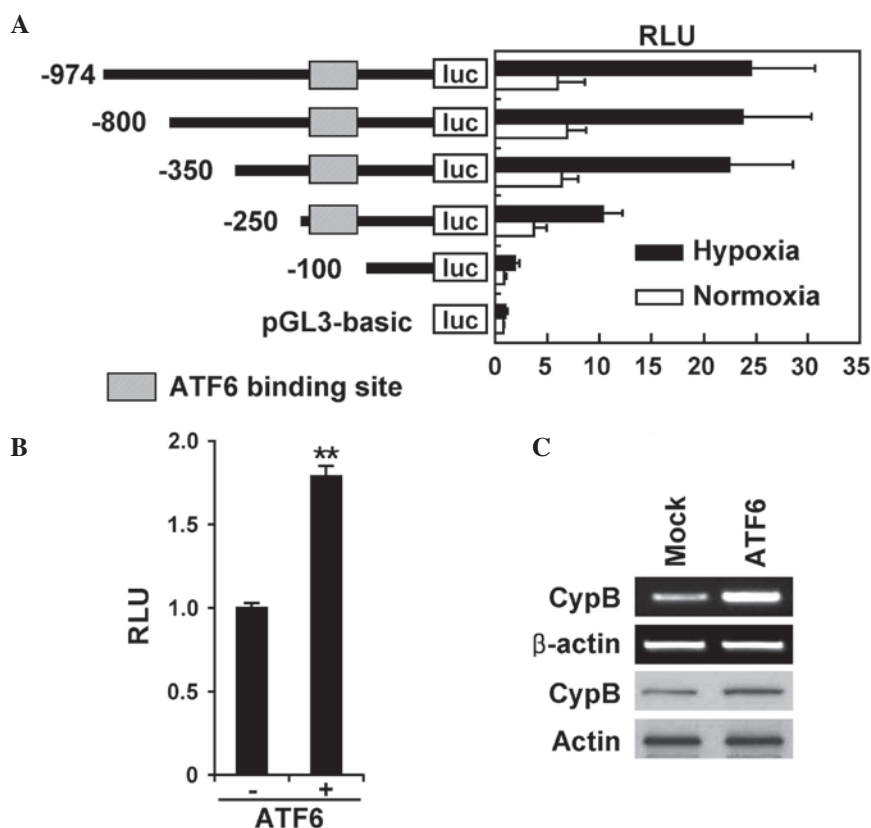 A
RLU
-974 luc
-800 luc
-350 luc
-250 luc
-100 luc
pGL3-basic luc
Hypoxia
Normoxia
0 5 10 15 20 25 30 35
ATF6 binding site
B
2.0
**
1.5
1.0
0.5
0
RLU
- +
ATF6
C
Mock ATF6
CypB
β-actin
CypB
Actin